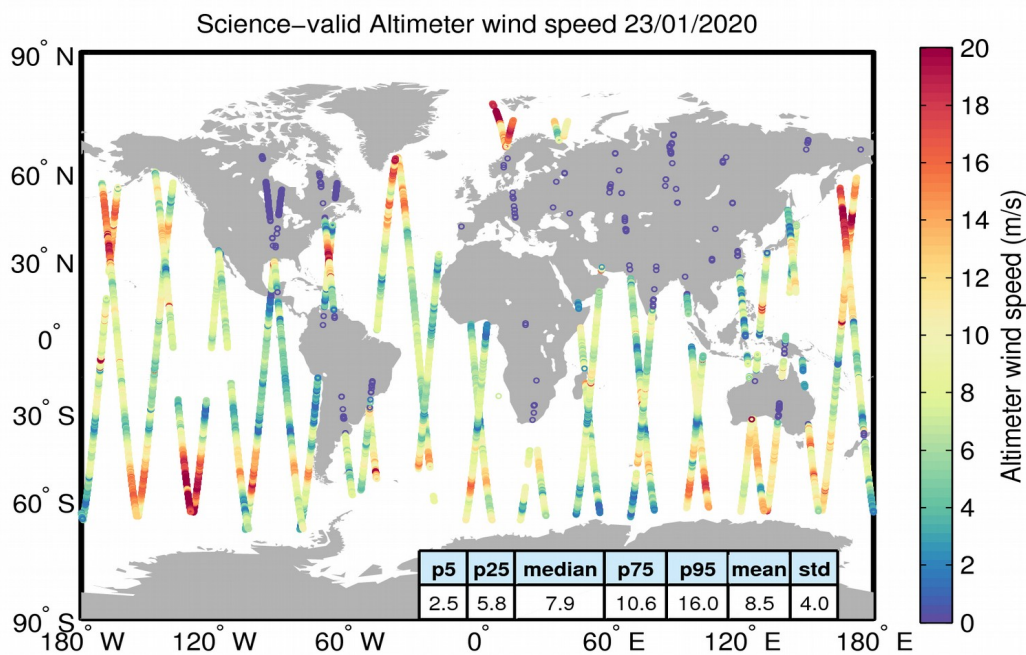 Science−valid Altimeter wind speed 23/01/2020
90° N
60° N
30° N
0°
30° S
60° S
90° S
180° W
120° W
60° W
0°
60° E
120° E
180° E
p5 p25 median p75 p95 mean std
2.5 5.8 7.9 10.6 16.0 8.5 4.0
20
18
16
14
12
10
8
6
4
2
0
Altimeter wind speed (m/s)